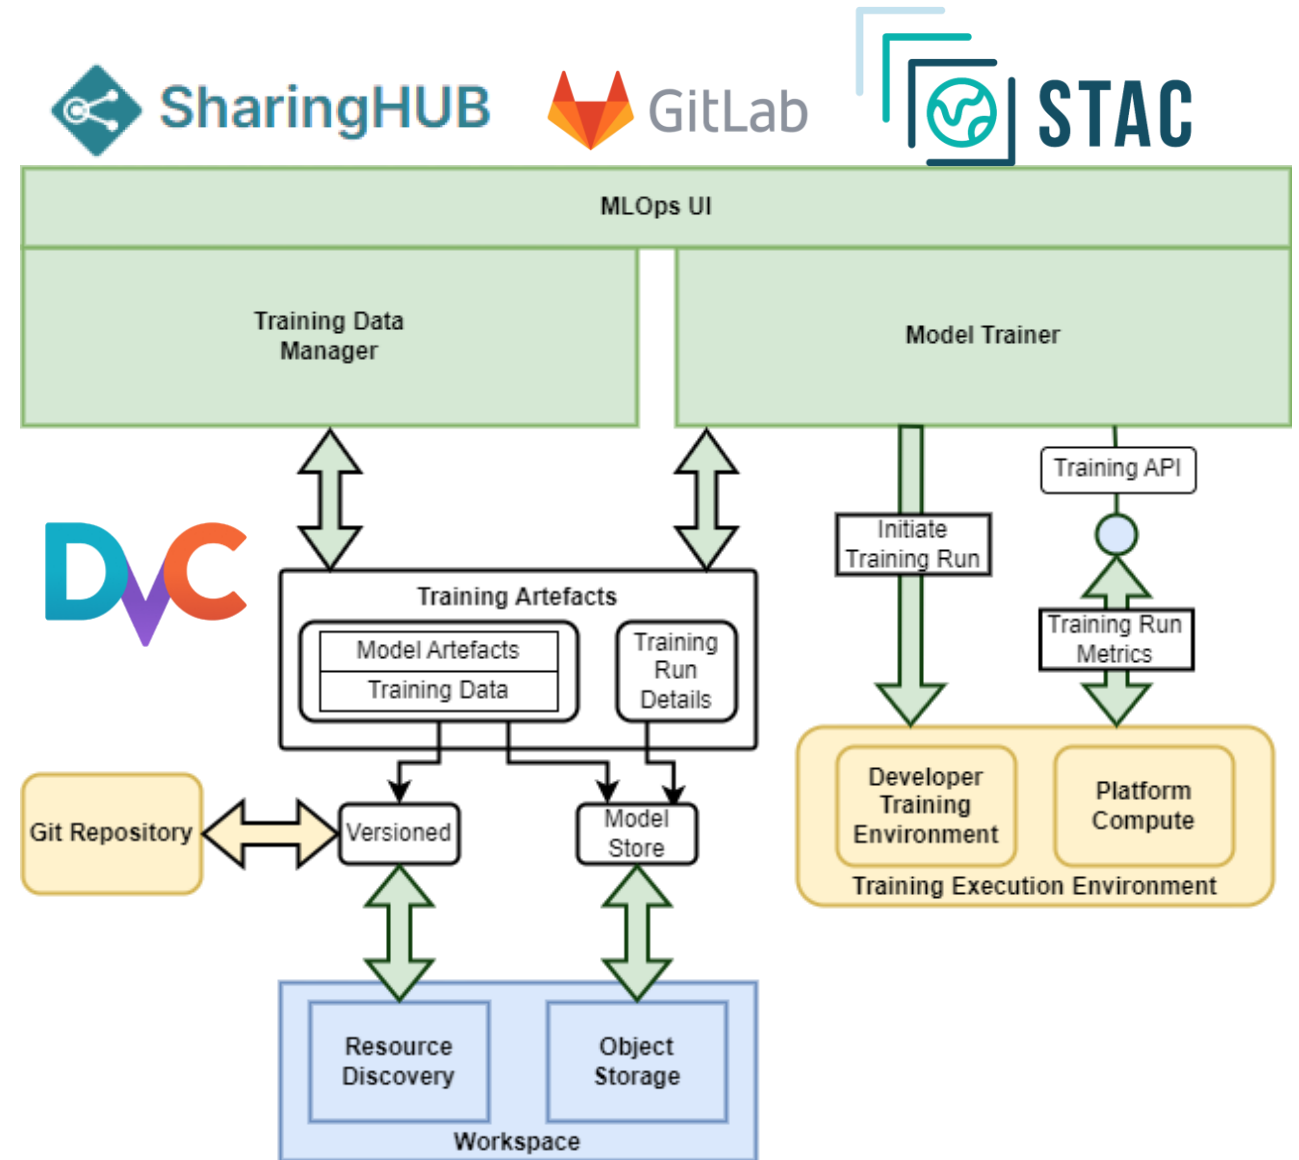 SharingHUB
GitLab
STAC
MLOps UI
Training Data
Manager
Model Trainer
Training API
Initiate
Training Run
DVC
Training Artefacts
Model Artefacts
Training Data
Training
Run
Details
Training Run
Metrics
Git Repository
Versioned
Model
Store
Developer
Training
Environment
Platform
Compute
Training Execution Environment
Resource
Discovery
Object
Storage
Workspace